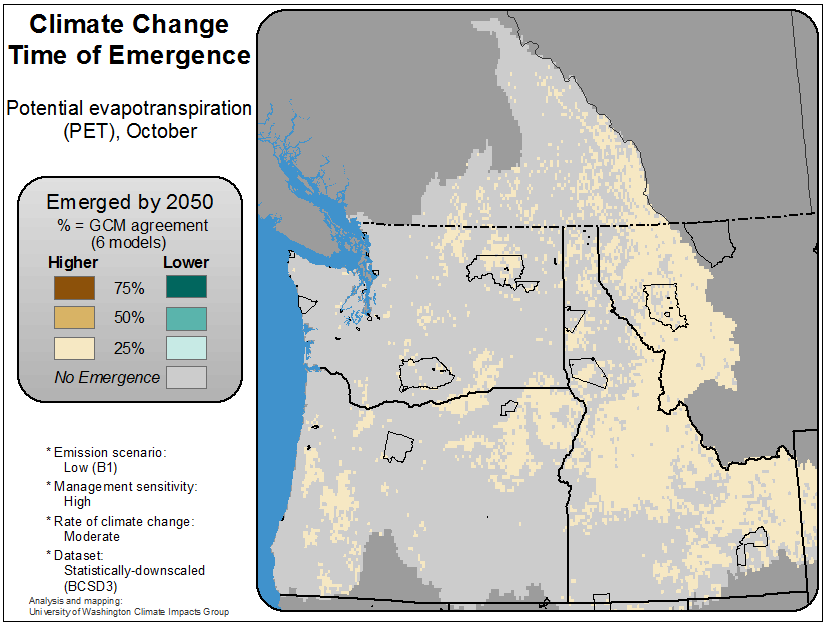 Climate Change
Time of Emergence
Potential evapotranspiration
(PET), October
Emerged by 2050
% = GCM agreement
(6 models)
Higher Lower
75%
50%
25%
No Emergence
* Emission scenario:
Low (B1)
* Management sensitivity:
High
* Rate of climate change:
Moderate
* Dataset:
Statistically-downscaled
(BCSD3)
Analysis and mapping:
University of Washington Climate Impacts Group